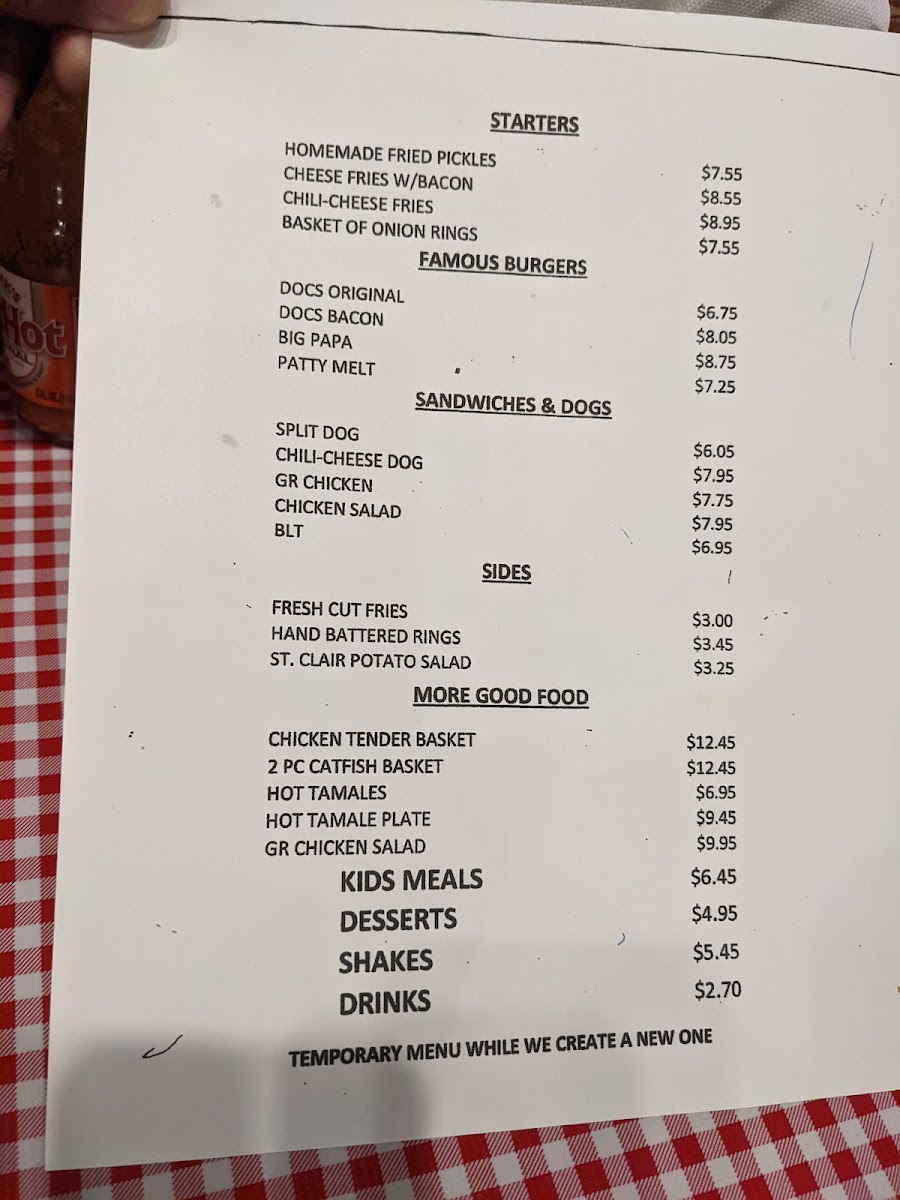 STARTERS
HOMEMADE FRIED PICKLES $7.55
CHEESE FRIES W/BACON $8.55
CHILI-CHEESE FRIES $8.95
BASKET OF ONION RINGS $7.55
FAMOUS BURGERS
DOCS ORIGINAL $6.75
DOCS BACON $8.05
BIG PAPA $8.75
PATTY MELT $7.25
SANDWICHES & DOGS
SPLIT DOG $6.05
CHILI-CHEESE DOG $7.95
GR CHICKEN $7.75
CHICKEN SALAD $7.95
BLT $6.95
SIDES
FRESH CUT FRIES $3.00
HAND BATTERED RINGS $3.45
ST. CLAIR POTATO SALAD $3.25
MORE GOOD FOOD
CHICKEN TENDER BASKET $12.45
2 PC CATFISH BASKET $12.45
HOT TAMALES $6.95
HOT TAMALE PLATE $9.45
GR CHICKEN SALAD $9.95
KIDS MEALS $6.45
DESSERTS $4.95
SHAKES $5.45
DRINKS $2.70
TEMPORARY MENU WHILE WE CREATE A NEW ONE
Hot